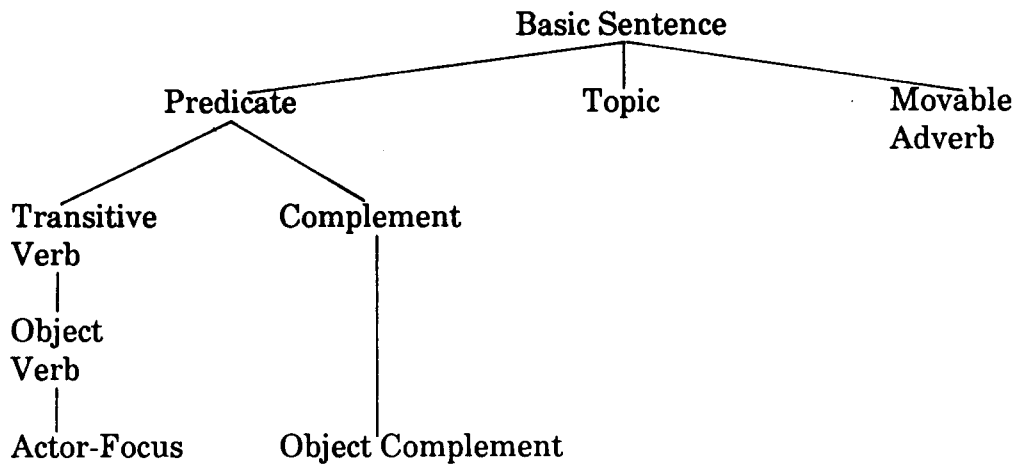 Basic Sentence
Predicate Topic Movable
Adverb
Transitive Complement
Verb
Object
Verb
Actor-Focus Object Complement